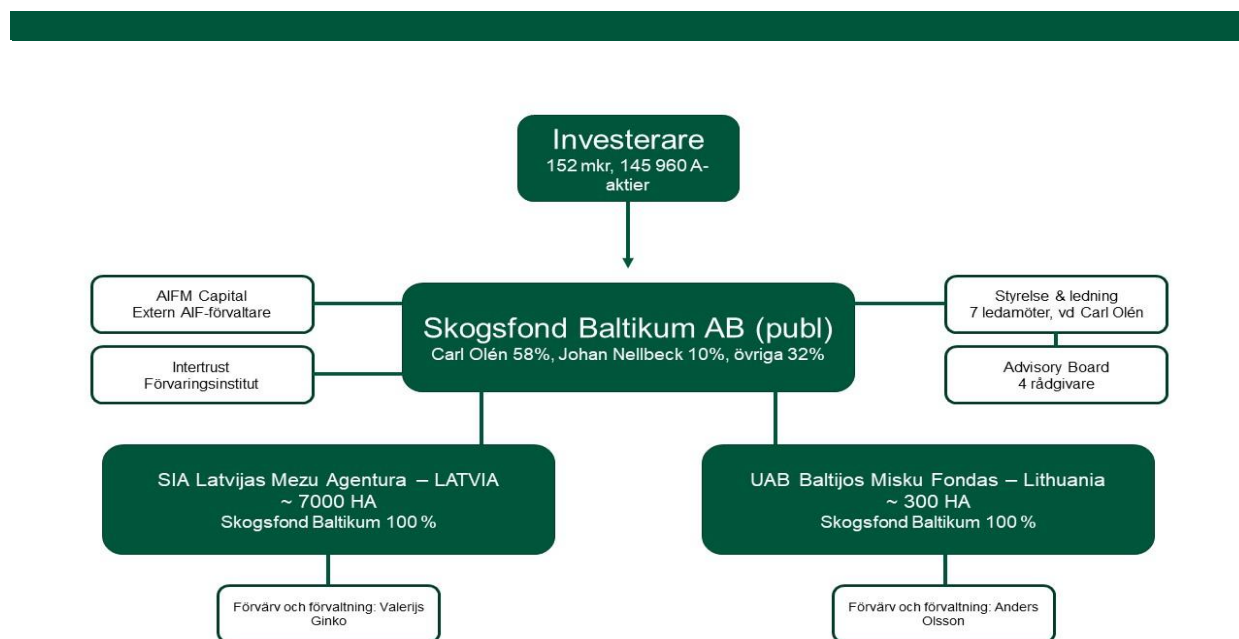 Investerare
152 mkr, 145 960 A-
aktier
AIFM Capital
Extern AIF-förvaltare
Intertrust
Förvaringsinstitut
Skogsfond Baltikum AB (publ)
Carl Olén 58%, Johan Nellbeck 10%, övriga 32%
Styrelse & ledning
7 ledamöter, vd Carl Olén
Advisory Board
4 rådgivare
SIA Latvijas Mezu Agentura – LATVIA
~ 7000 HA
Skogsfond Baltikum 100 %
UAB Baltijos Misku Fondas – Lithuania
~ 300 HA
Skogsfond Baltikum 100 %
Förvärv och förvaltning: Valerijs
Ginko
Förvärv och förvaltning: Anders
Olsson